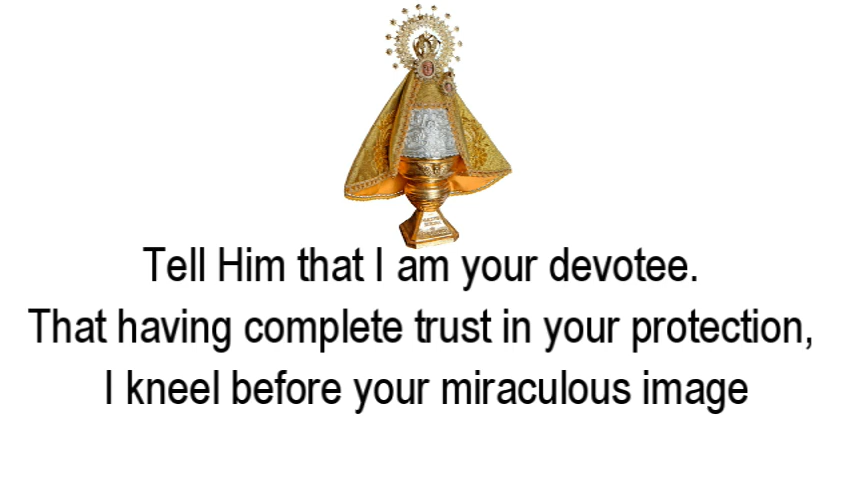 Tell Him that I am your devotee.
That having complete trust in your protection,
I kneel before your miraculous image